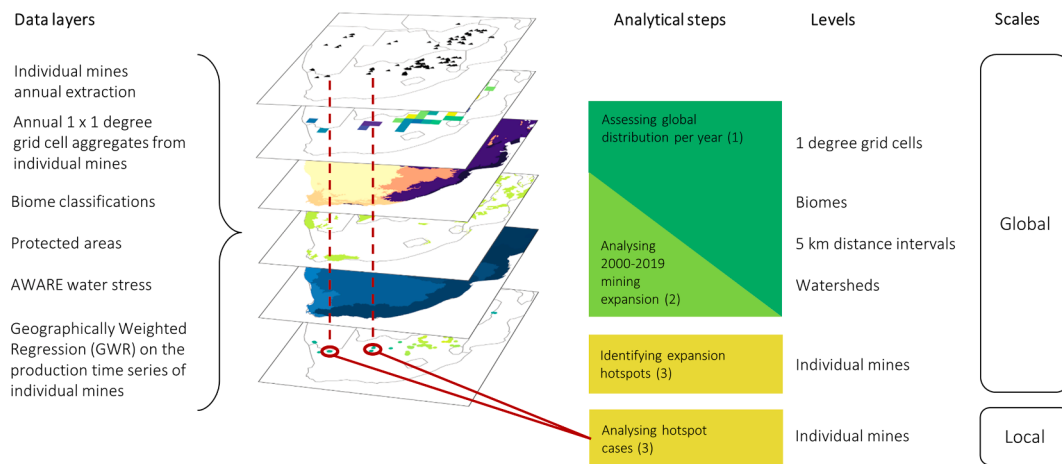 Data layers
Individual mines
annual extraction
Annual 1 x 1 degree
grid cell aggregates from
individual mines
Biome classifications
Protected areas
AWARE water stress
Geographically Weighted
Regression (GWR) on the
production time series of
individual mines
Analytical steps
Assessing global
distribution per year (1)
Analysing
2000-2019
mining
expansion (2)
Identifying expansion
hotspots (3)
Analysing hotspot
cases (3)
Levels
1 degree grid cells
Biomes
5 km distance intervals
Watersheds
Individual mines
Individual mines
Scales
Global
Local